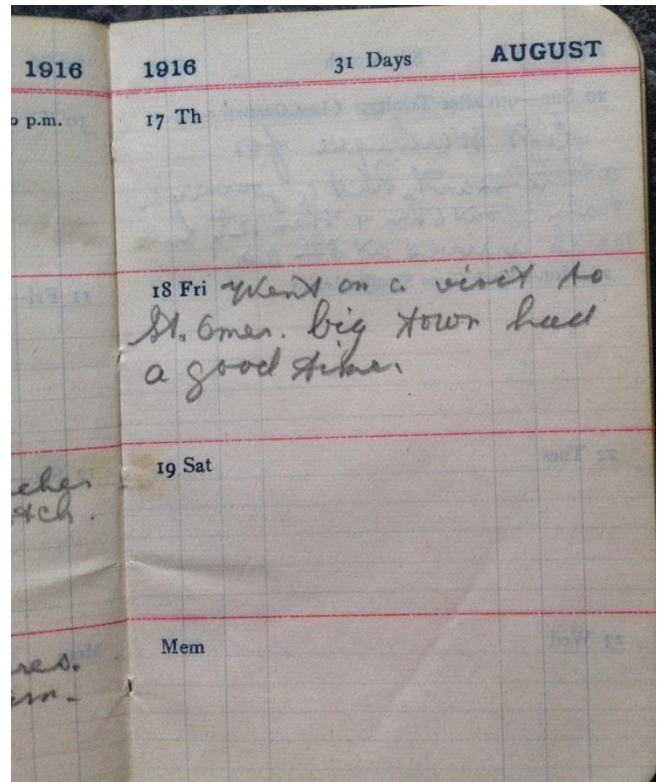 1916
p.m.
1916 31 Days AUGUST
17 Th
18 Fri Went on a visit to
St. Omer. big town had
a good time.
19 Sat
Mem